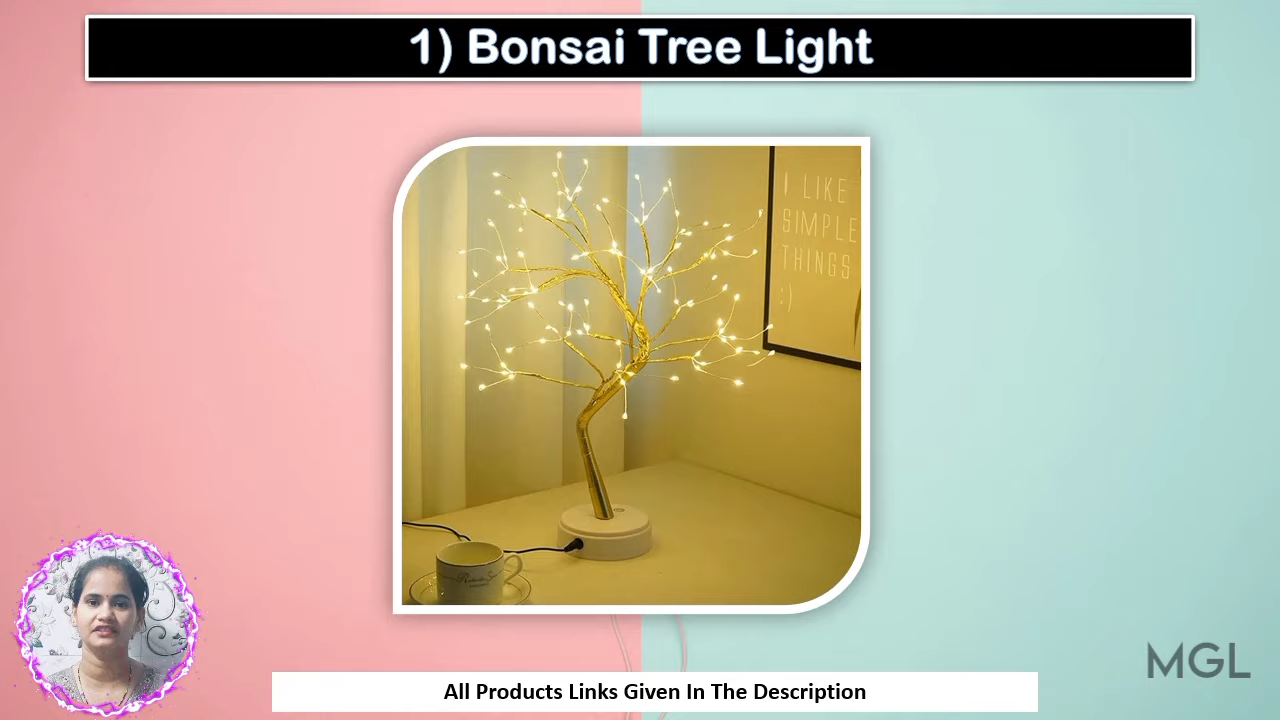 1) Bonsai Tree Light
I LIKE
SIMPLE
THINGS
:)
MGL
All Products Links Given In The Description